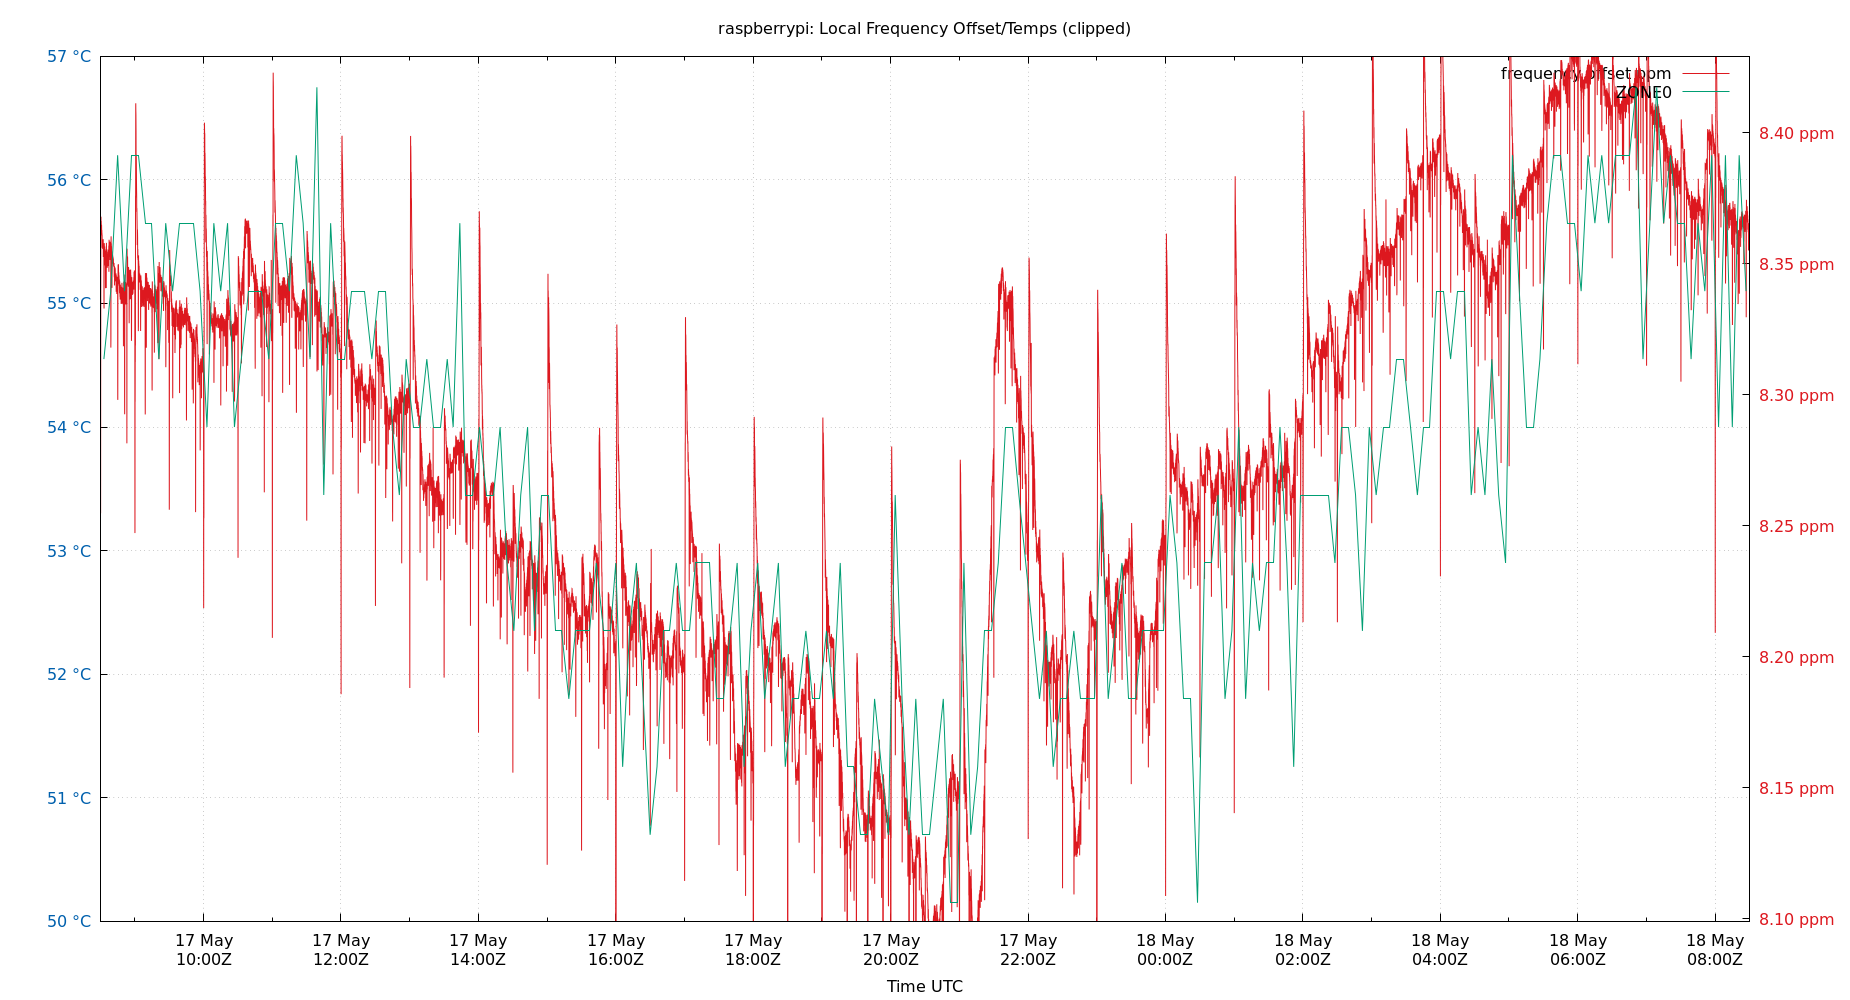 raspberrypi: Local Frequency Offset/Temps (clipped)
57 °C
56 °C
55 °C
54 °C
53 °C
52 °C
51 °C
50 °C
frequency offset ppm
ZONE0
8.40 ppm
8.35 ppm
8.30 ppm
8.25 ppm
8.20 ppm
8.15 ppm
8.10 ppm
17 May 17 May 17 May 17 May 17 May 17 May 17 May 18 May 18 May 18 May 18 May 18 May
10:00Z 12:00Z 14:00Z 16:00Z 18:00Z 20:00Z 22:00Z 00:00Z 02:00Z 04:00Z 06:00Z 08:00Z
Time UTC